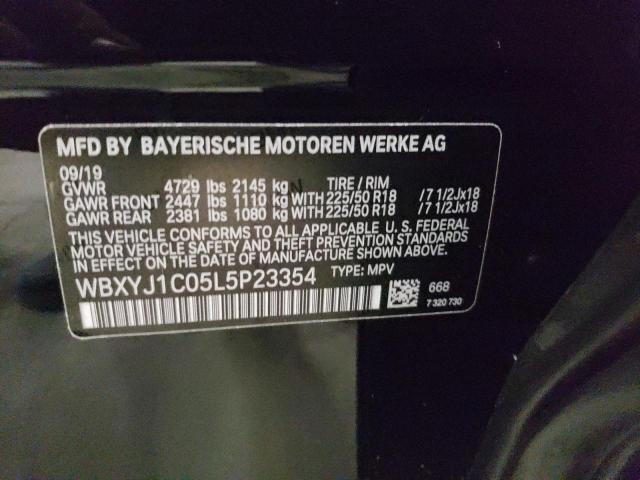 MFD BY BAYERISCHE MOTOREN WERKE AG
09/19
GVWR 4729 lbs 2145 kg TIRE / RIM
GAWR FRONT 2447 lbs 1110 kg WITH 225/50 R18 /7 1/2Jx18
GAWR REAR 2381 lbs 1080 kg WITH 225/50 R18 /7 1/2Jx18
THIS VEHICLE CONFORMS TO ALL APPLICABLE U. S. FEDERAL
MOTOR VEHICLE SAFETY AND THEFT PREVENTION STANDARDS
IN EFFECT ON THE DATE OF MANUFACTURE SHOWN ABOVE.
WBXYJ1C05L5P23354 TYPE: MPV
668
7 320 730